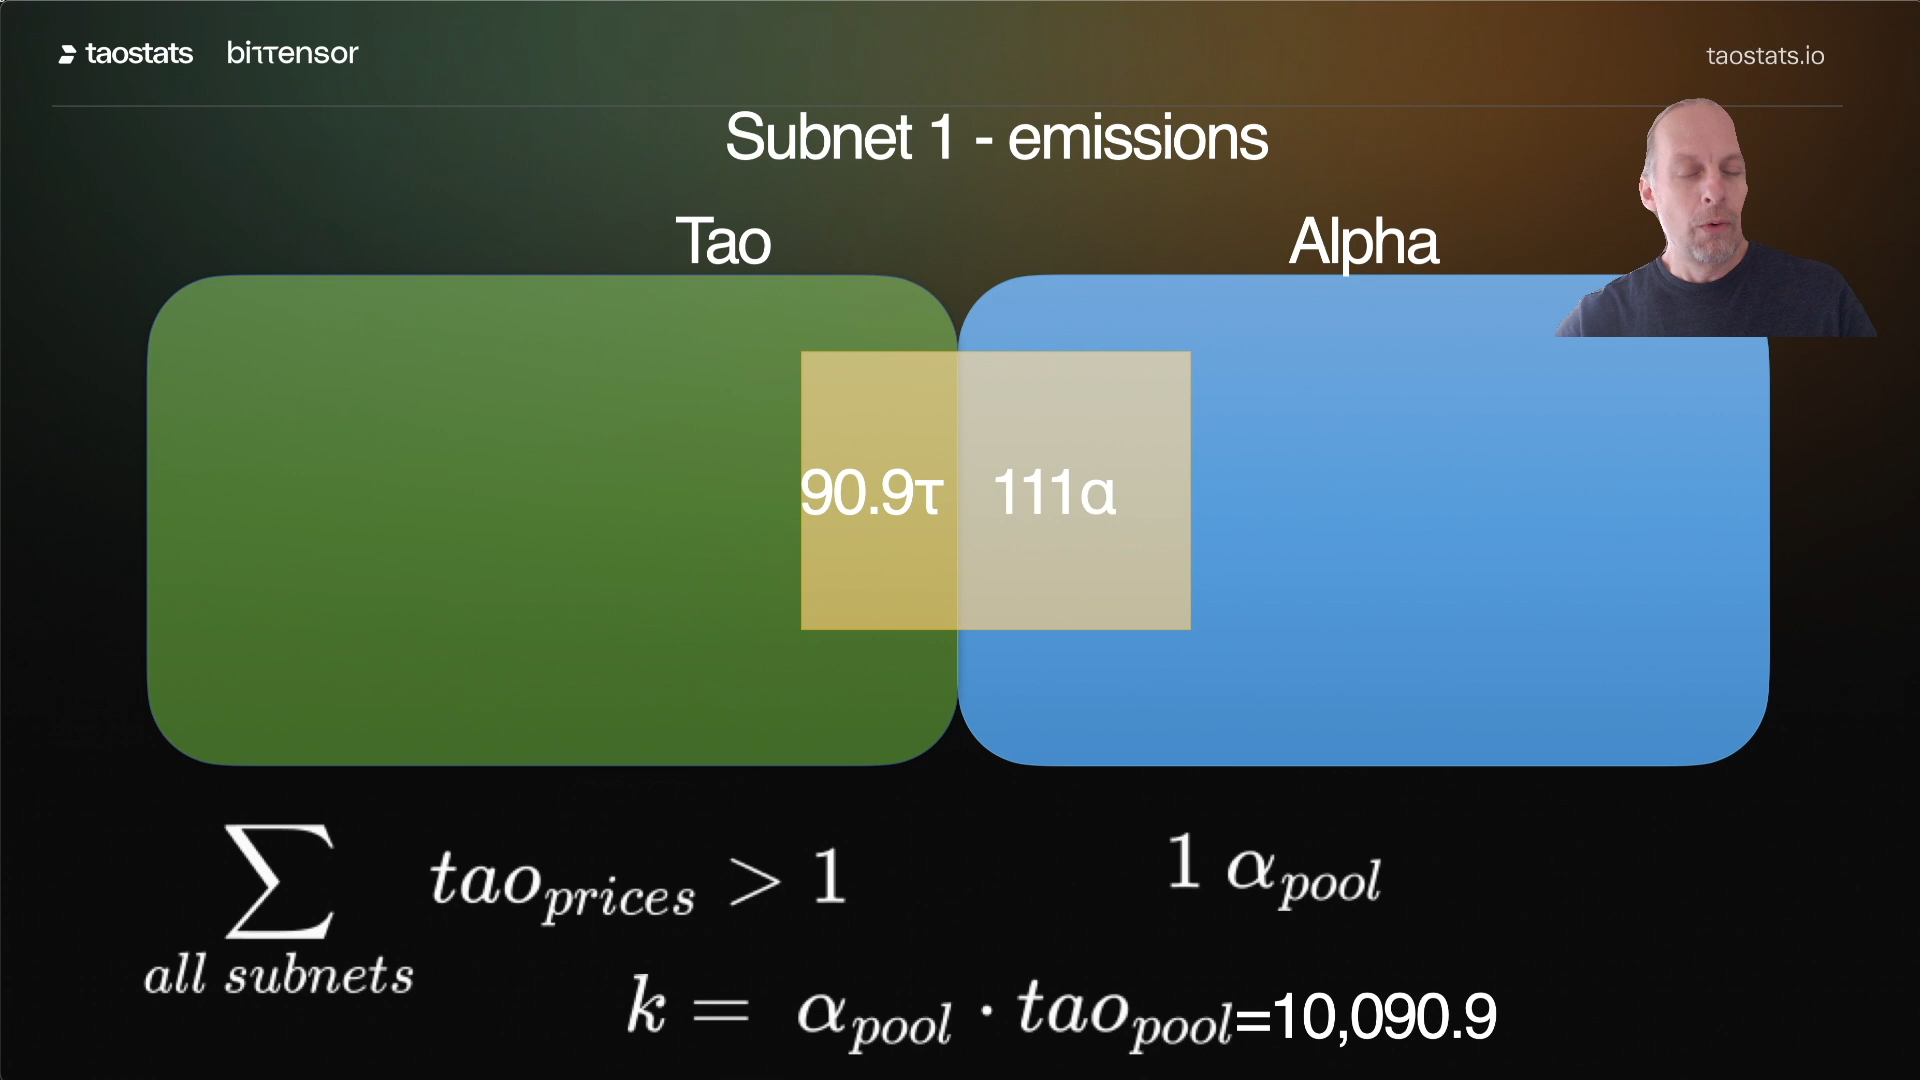 taostats bittensor taostats.io
Subnet 1 - emissions
Tao Alpha
90.9τ 111α
∑ all subnets tao_prices > 1
1 α_pool
k = α_pool · tao_pool=10,090.9